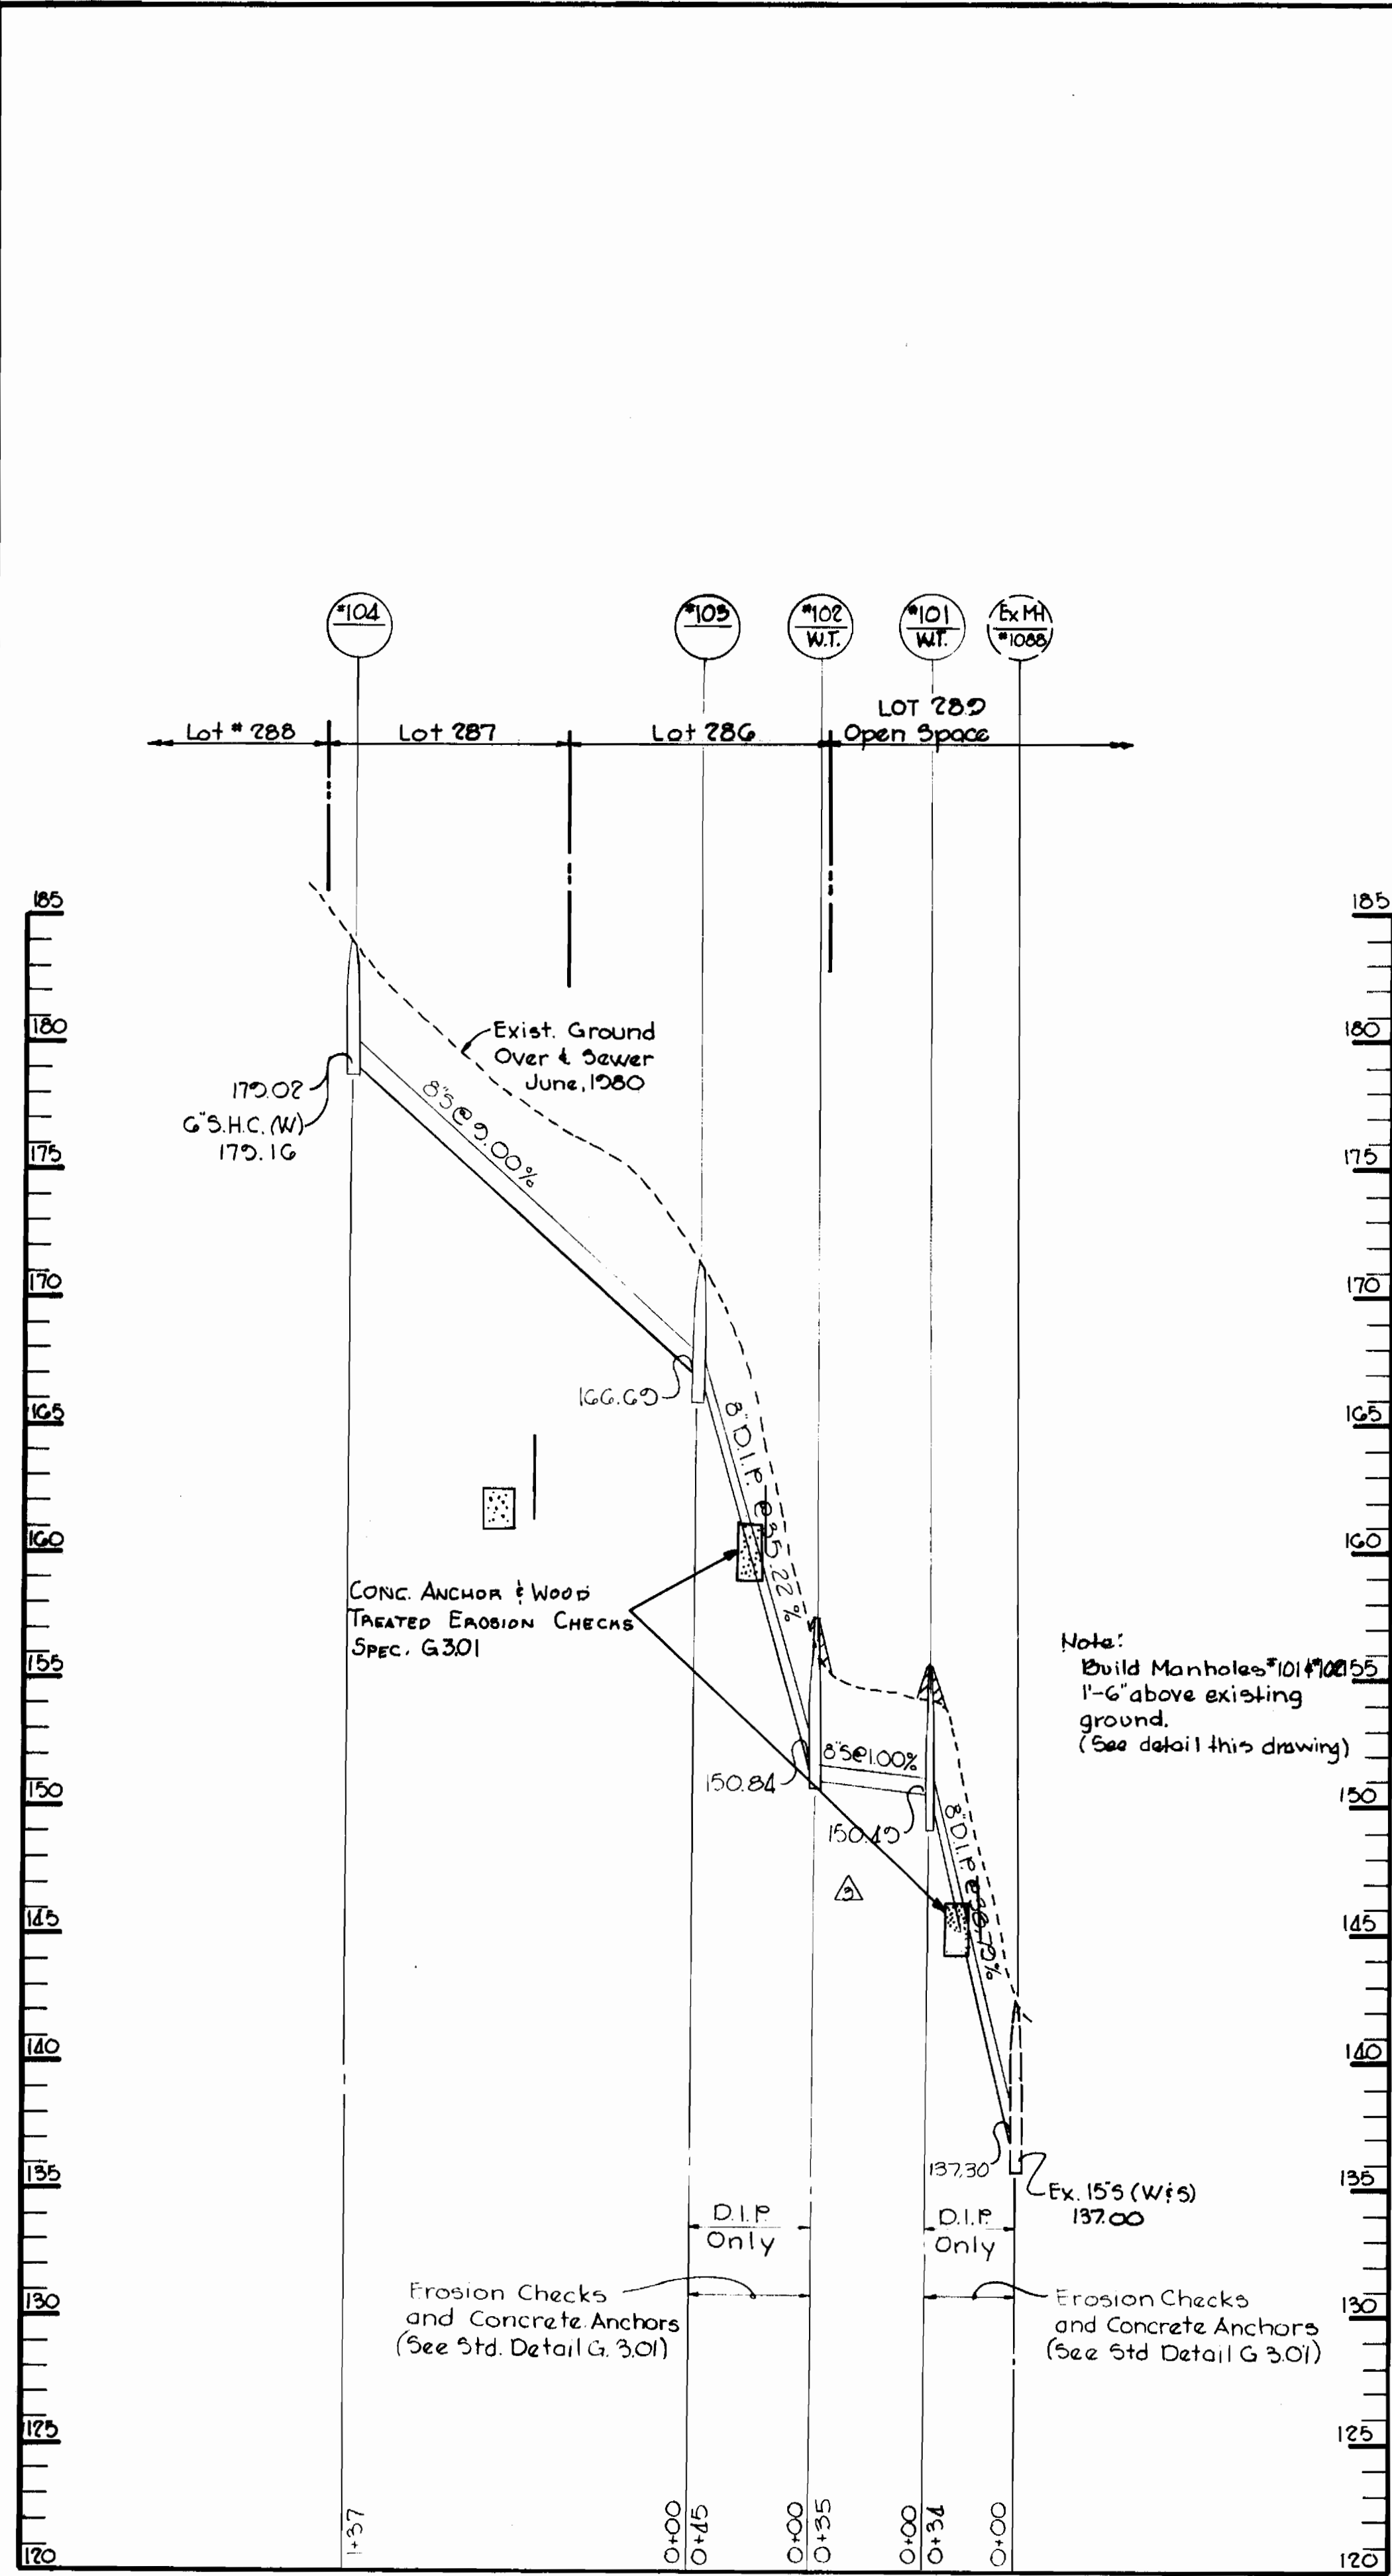 #104
#103
#102
W.T.
#101
W.T.
Ex MH
#1088
Lot # 288
Lot 287
Lot 286
LOT 289
Open Space
185
185
180
180
175
175
170
170
165
165
160
160
155
155
150
150
145
145
140
140
135
135
130
130
125
125
120
120
Exist. Ground
Over ℄ Sewer
June, 1980
179.02
6"S.H.C. (W)
179.16
8"S@9.00%
166.69
8"D.I.P. @35.22%
CONC. ANCHOR & WOOD
TREATED EROSION CHECKS
SPEC. G3.01
Note:
Build Manholes #101 & #102
1'-6" above existing
ground.
(See detail this drawing)
8"S@1.00%
150.84
150.49
3
8"D.I.P. @38.79%
137.30
Ex. 15"S (W&S)
137.00
D.I.P.
Only
D.I.P.
Only
Erosion Checks
and Concrete Anchors
(See Std. Detail G. 3.01)
Erosion Checks
and Concrete Anchors
(See Std Detail G 3.01)
1+37
0+00
0+45
0+00
0+35
0+00
0+34
0+00